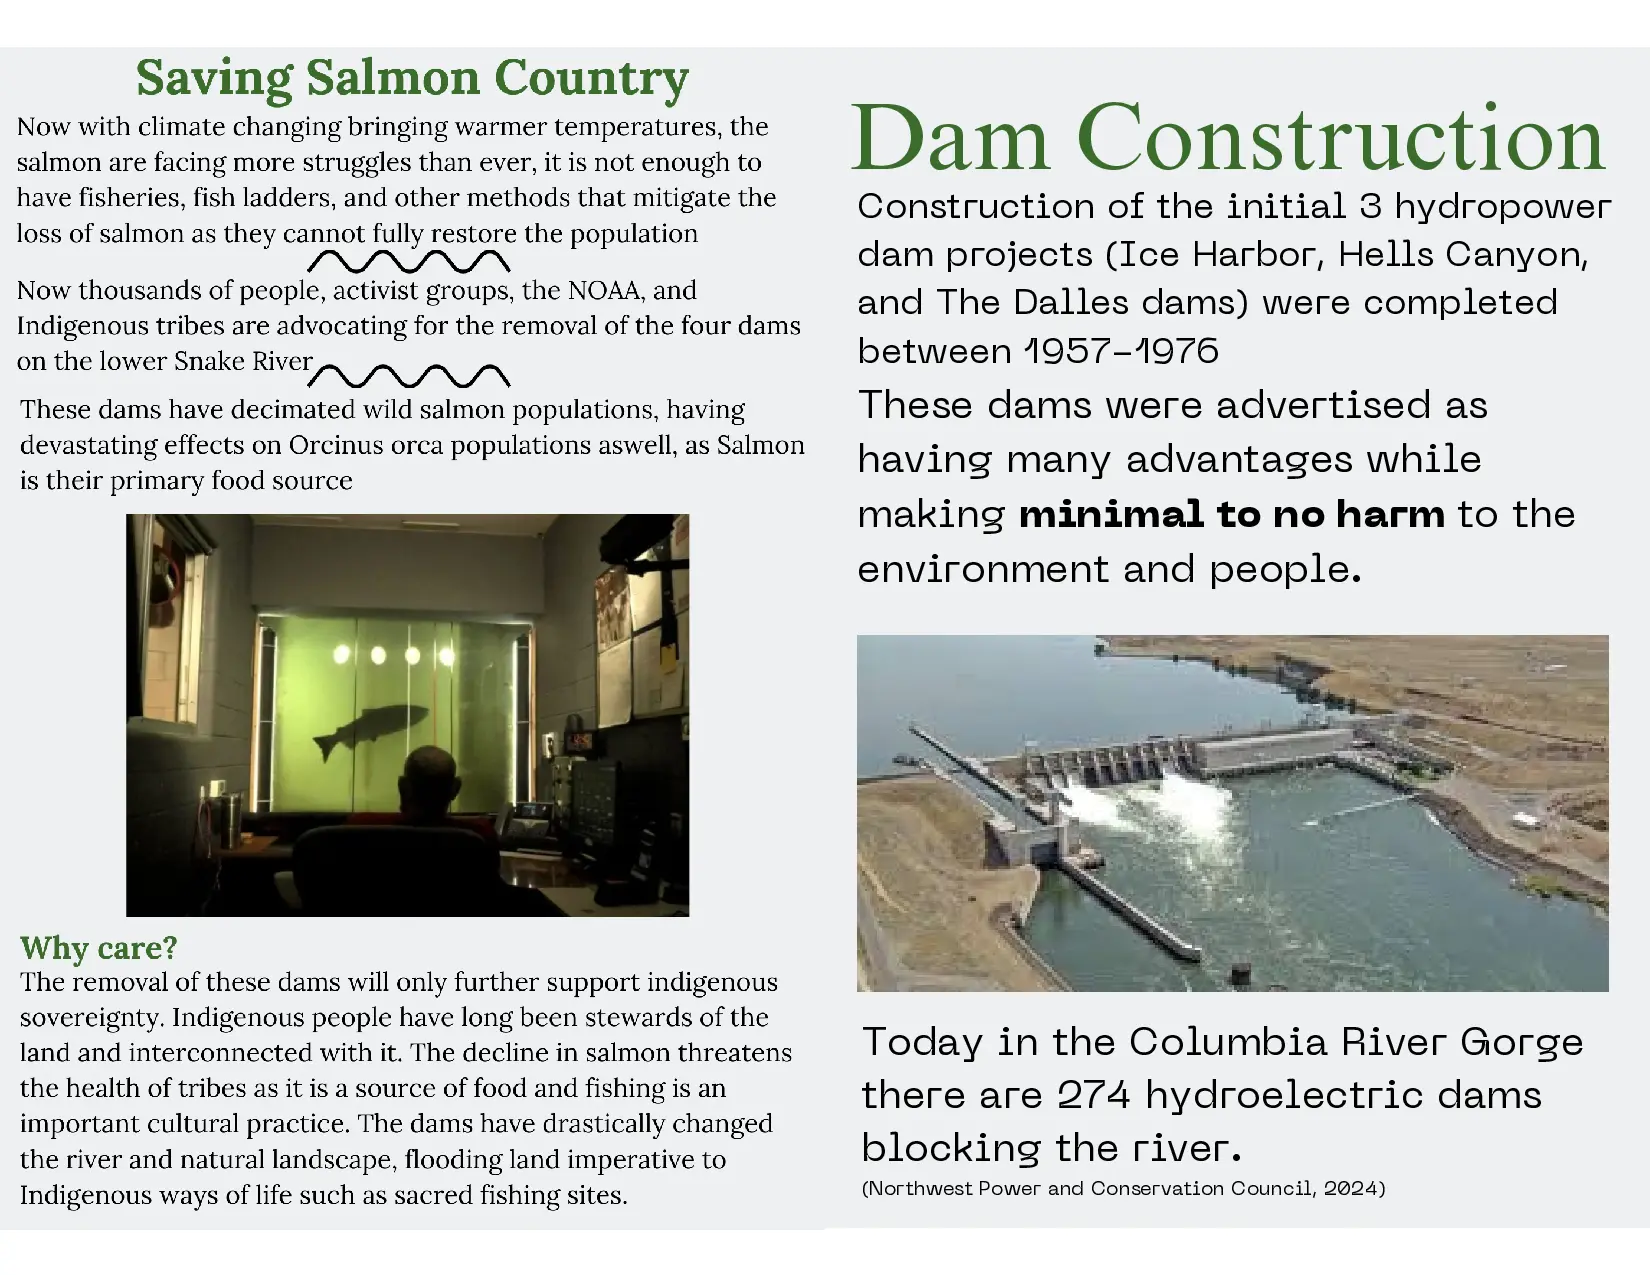 Saving Salmon Country
Now with climate changing bringing warmer temperatures, the
salmon are facing more struggles than ever, it is not enough to
have fisheries, fish ladders, and other methods that mitigate the
loss of salmon as they cannot fully restore the population
Now thousands of people, activist groups, the NOAA, and
Indigenous tribes are advocating for the removal of the four dams
on the lower Snake River
These dams have decimated wild salmon populations, having
devastating effects on Orcinus orca populations aswell, as Salmon
is their primary food source
Why care?
The removal of these dams will only further support indigenous
sovereignty. Indigenous people have long been stewards of the
land and interconnected with it. The decline in salmon threatens
the health of tribes as it is a source of food and fishing is an
important cultural practice. The dams have drastically changed
the river and natural landscape, flooding land imperative to
Indigenous ways of life such as sacred fishing sites.
Dam Construction
Construction of the initial 3 hydropower
dam projects (Ice Harbor, Hells Canyon,
and The Dalles dams) were completed
between 1957-1976
These dams were advertised as
having many advantages while
making minimal to no harm to the
environment and people.
Today in the Columbia River Gorge
there are 274 hydroelectric dams
blocking the river.
(Northwest Power and Conservation Council, 2024)